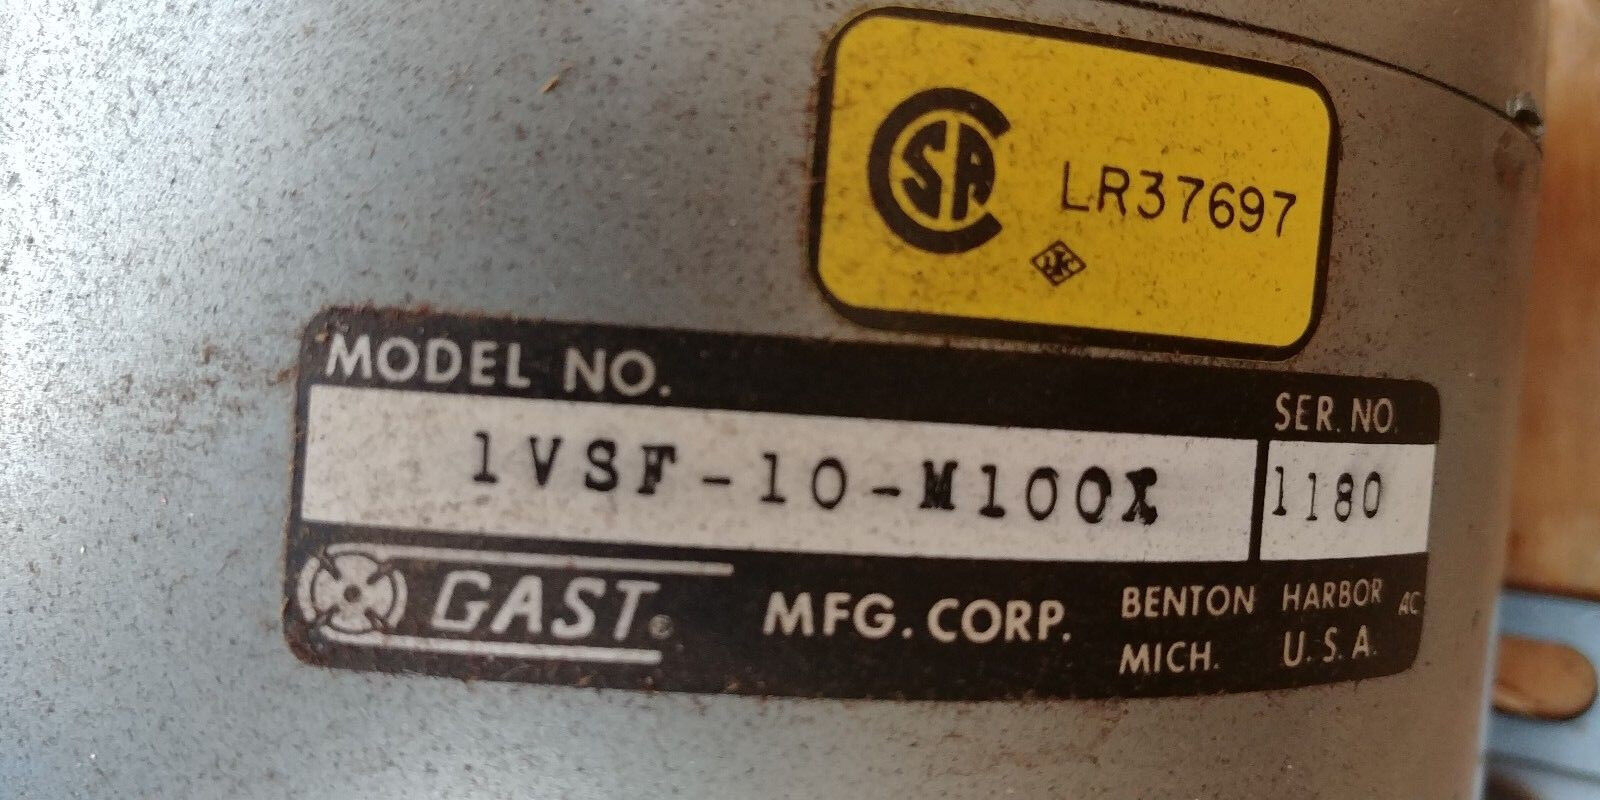 CSA LR37697
MODEL NO.
SER. NO.
1VSF-10-M100X
1180
GAST® MFG. CORP.
BENTON HARBOR AC
MICH. U.S.A.